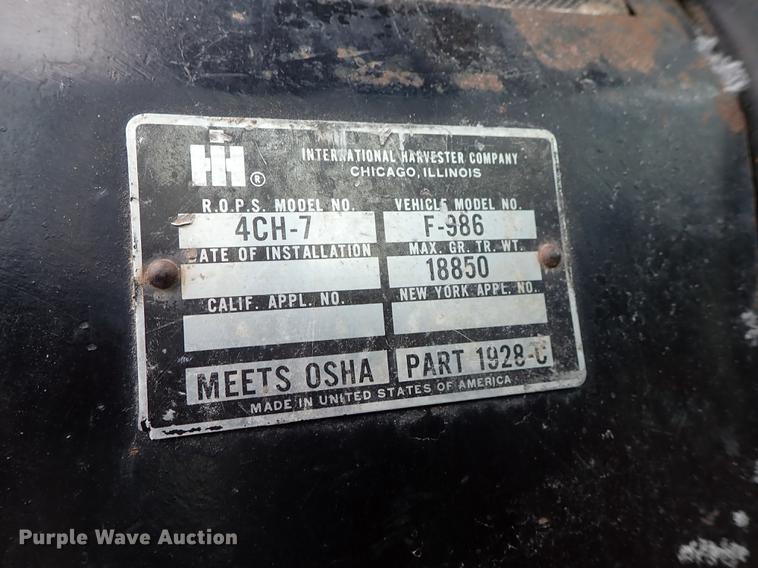 IH ®
INTERNATIONAL HARVESTER COMPANY
CHICAGO, ILLINOIS
R.O.P.S. MODEL NO. VEHICLE MODEL NO.
4CH-7 F-986
DATE OF INSTALLATION MAX. GR. TR. WT.
18850
CALIF. APPL. NO. NEW YORK APPL. NO.
MEETS OSHA PART 1928-C
MADE IN UNITED STATES OF AMERICA
Purple Wave Auction